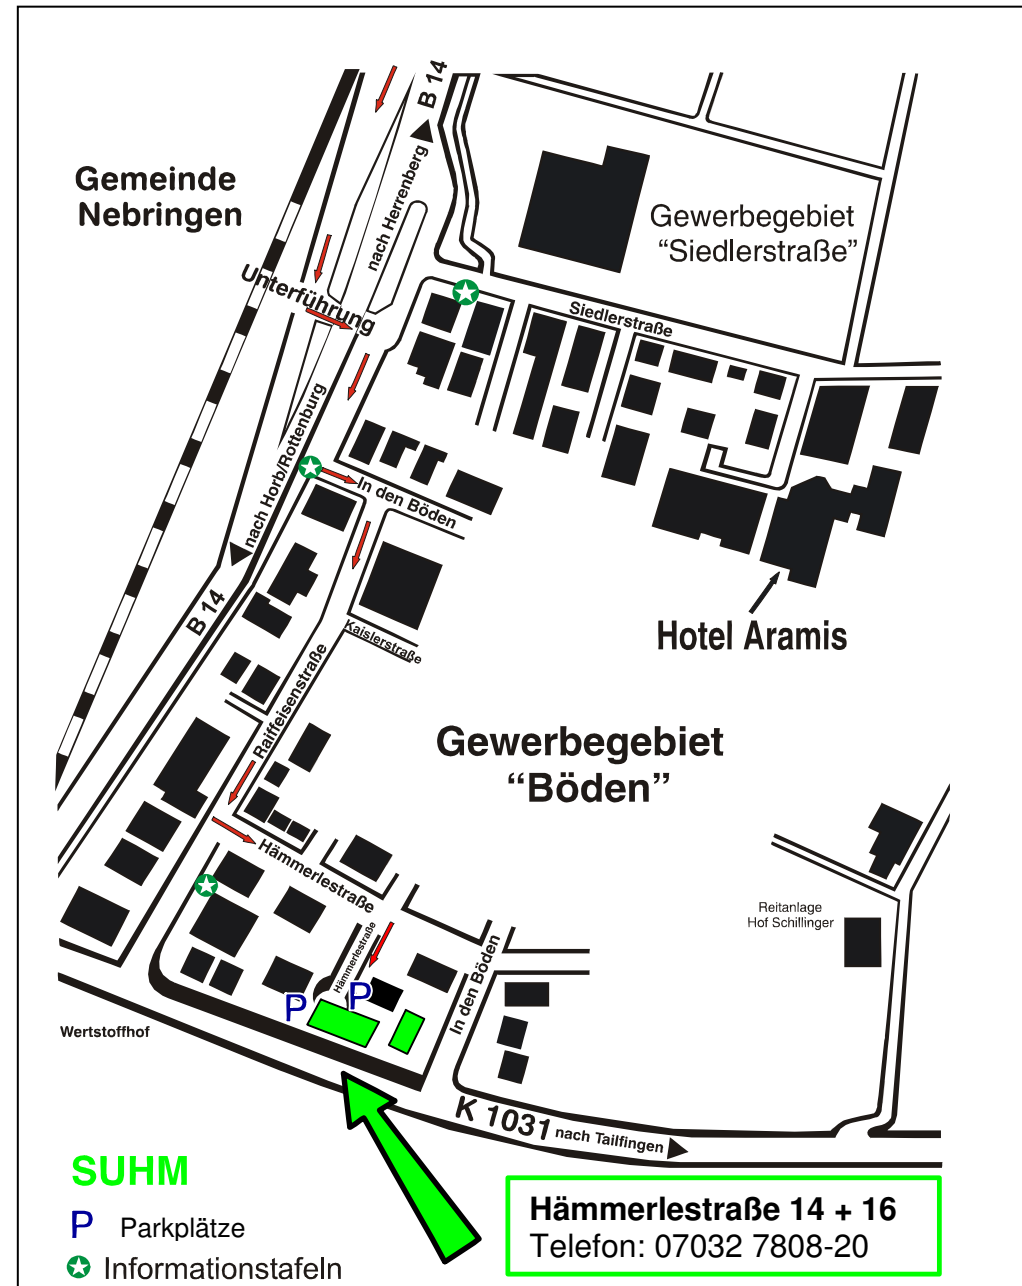 B 14
Gemeinde
Nebringen
nach Herrenberg
Gewerbegebiet
“Siedlerstraße”
Unterführung
Siedlerstraße
nach Horb/Rottenburg
In den Böden
B 14
Kaislerstraße
Hotel Aramis
Raiffeisenstraße
Gewerbegebiet
“Böden”
Hämmerlestraße
Reitanlage
Hof Schillinger
Hämmerlestraße
In den Böden
P
P
Wertstoffhof
K 1031 nach Tailfingen
SUHM
P Parkplätze
Informationstafeln
Hämmerlestraße 14 + 16
Telefon: 07032 7808-20